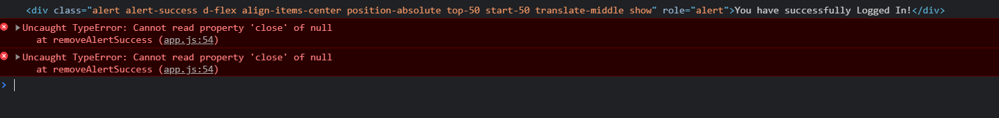 <div class="alert alert-success d-flex align-items-center position-absolute top-50 start-50 translate-middle show" role="alert">You have successfully Logged In!</div>
Uncaught TypeError: Cannot read property 'close' of null
at removeAlertSuccess (app.js:54)
Uncaught TypeError: Cannot read property 'close' of null
at removeAlertSuccess (app.js:54)